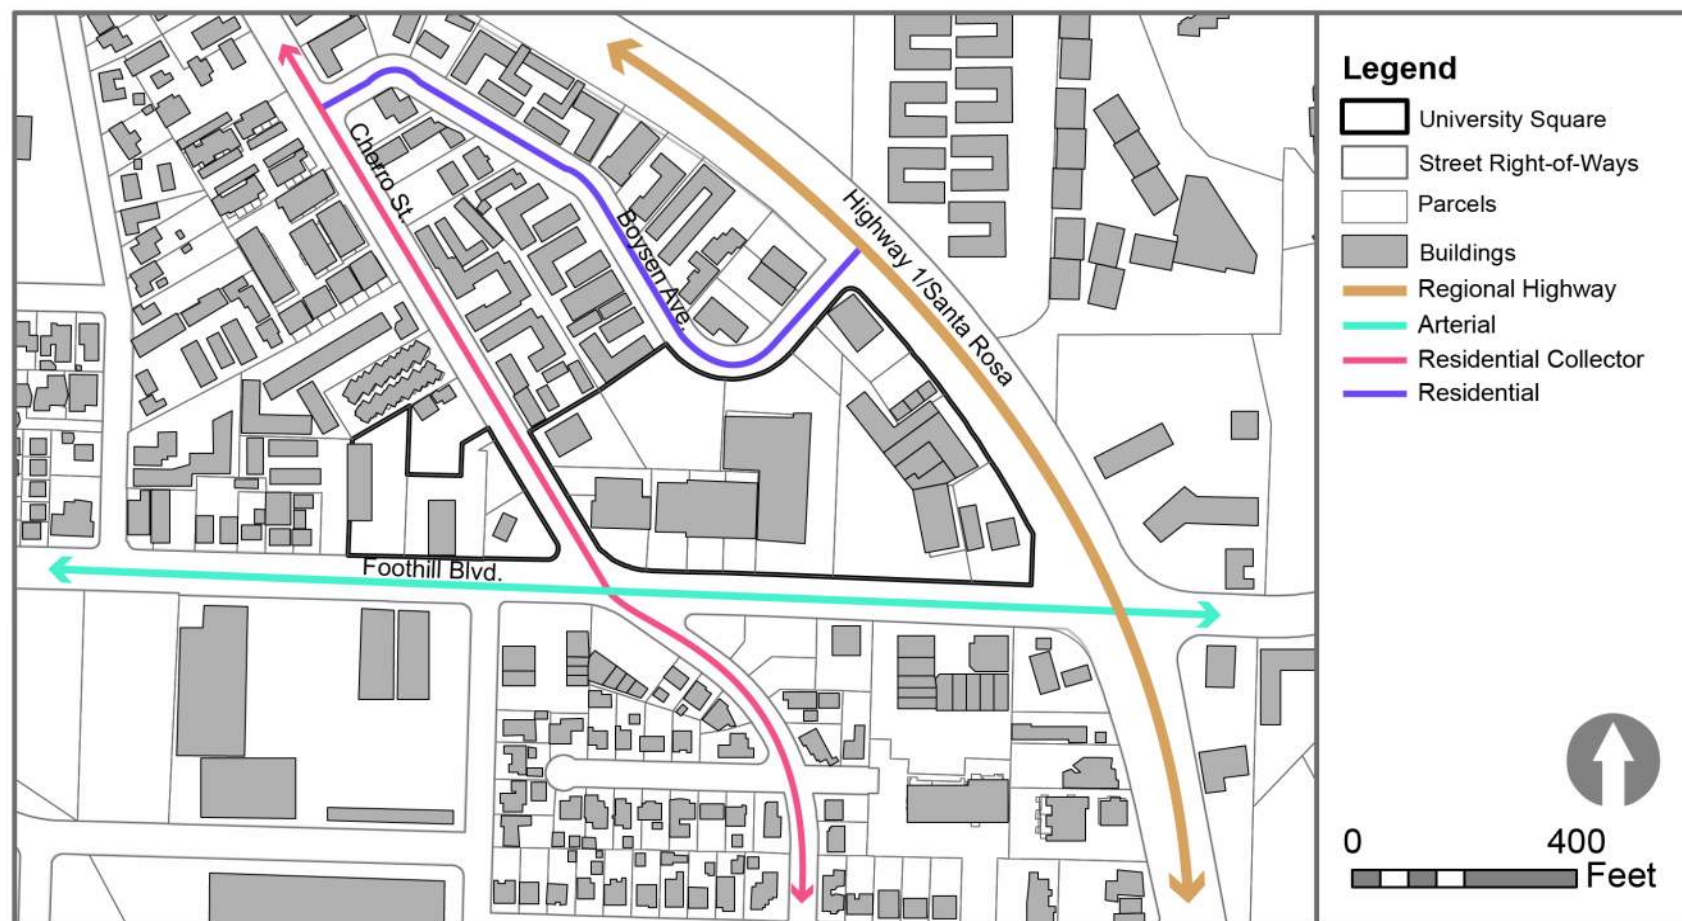 Cherro St.
Boysen Ave.
Highway 1/Santa Rosa
Foothill Blvd.
Legend
University Square
Street Right-of-Ways
Parcels
Buildings
Regional Highway
Arterial
Residential Collector
Residential
0 400
Feet